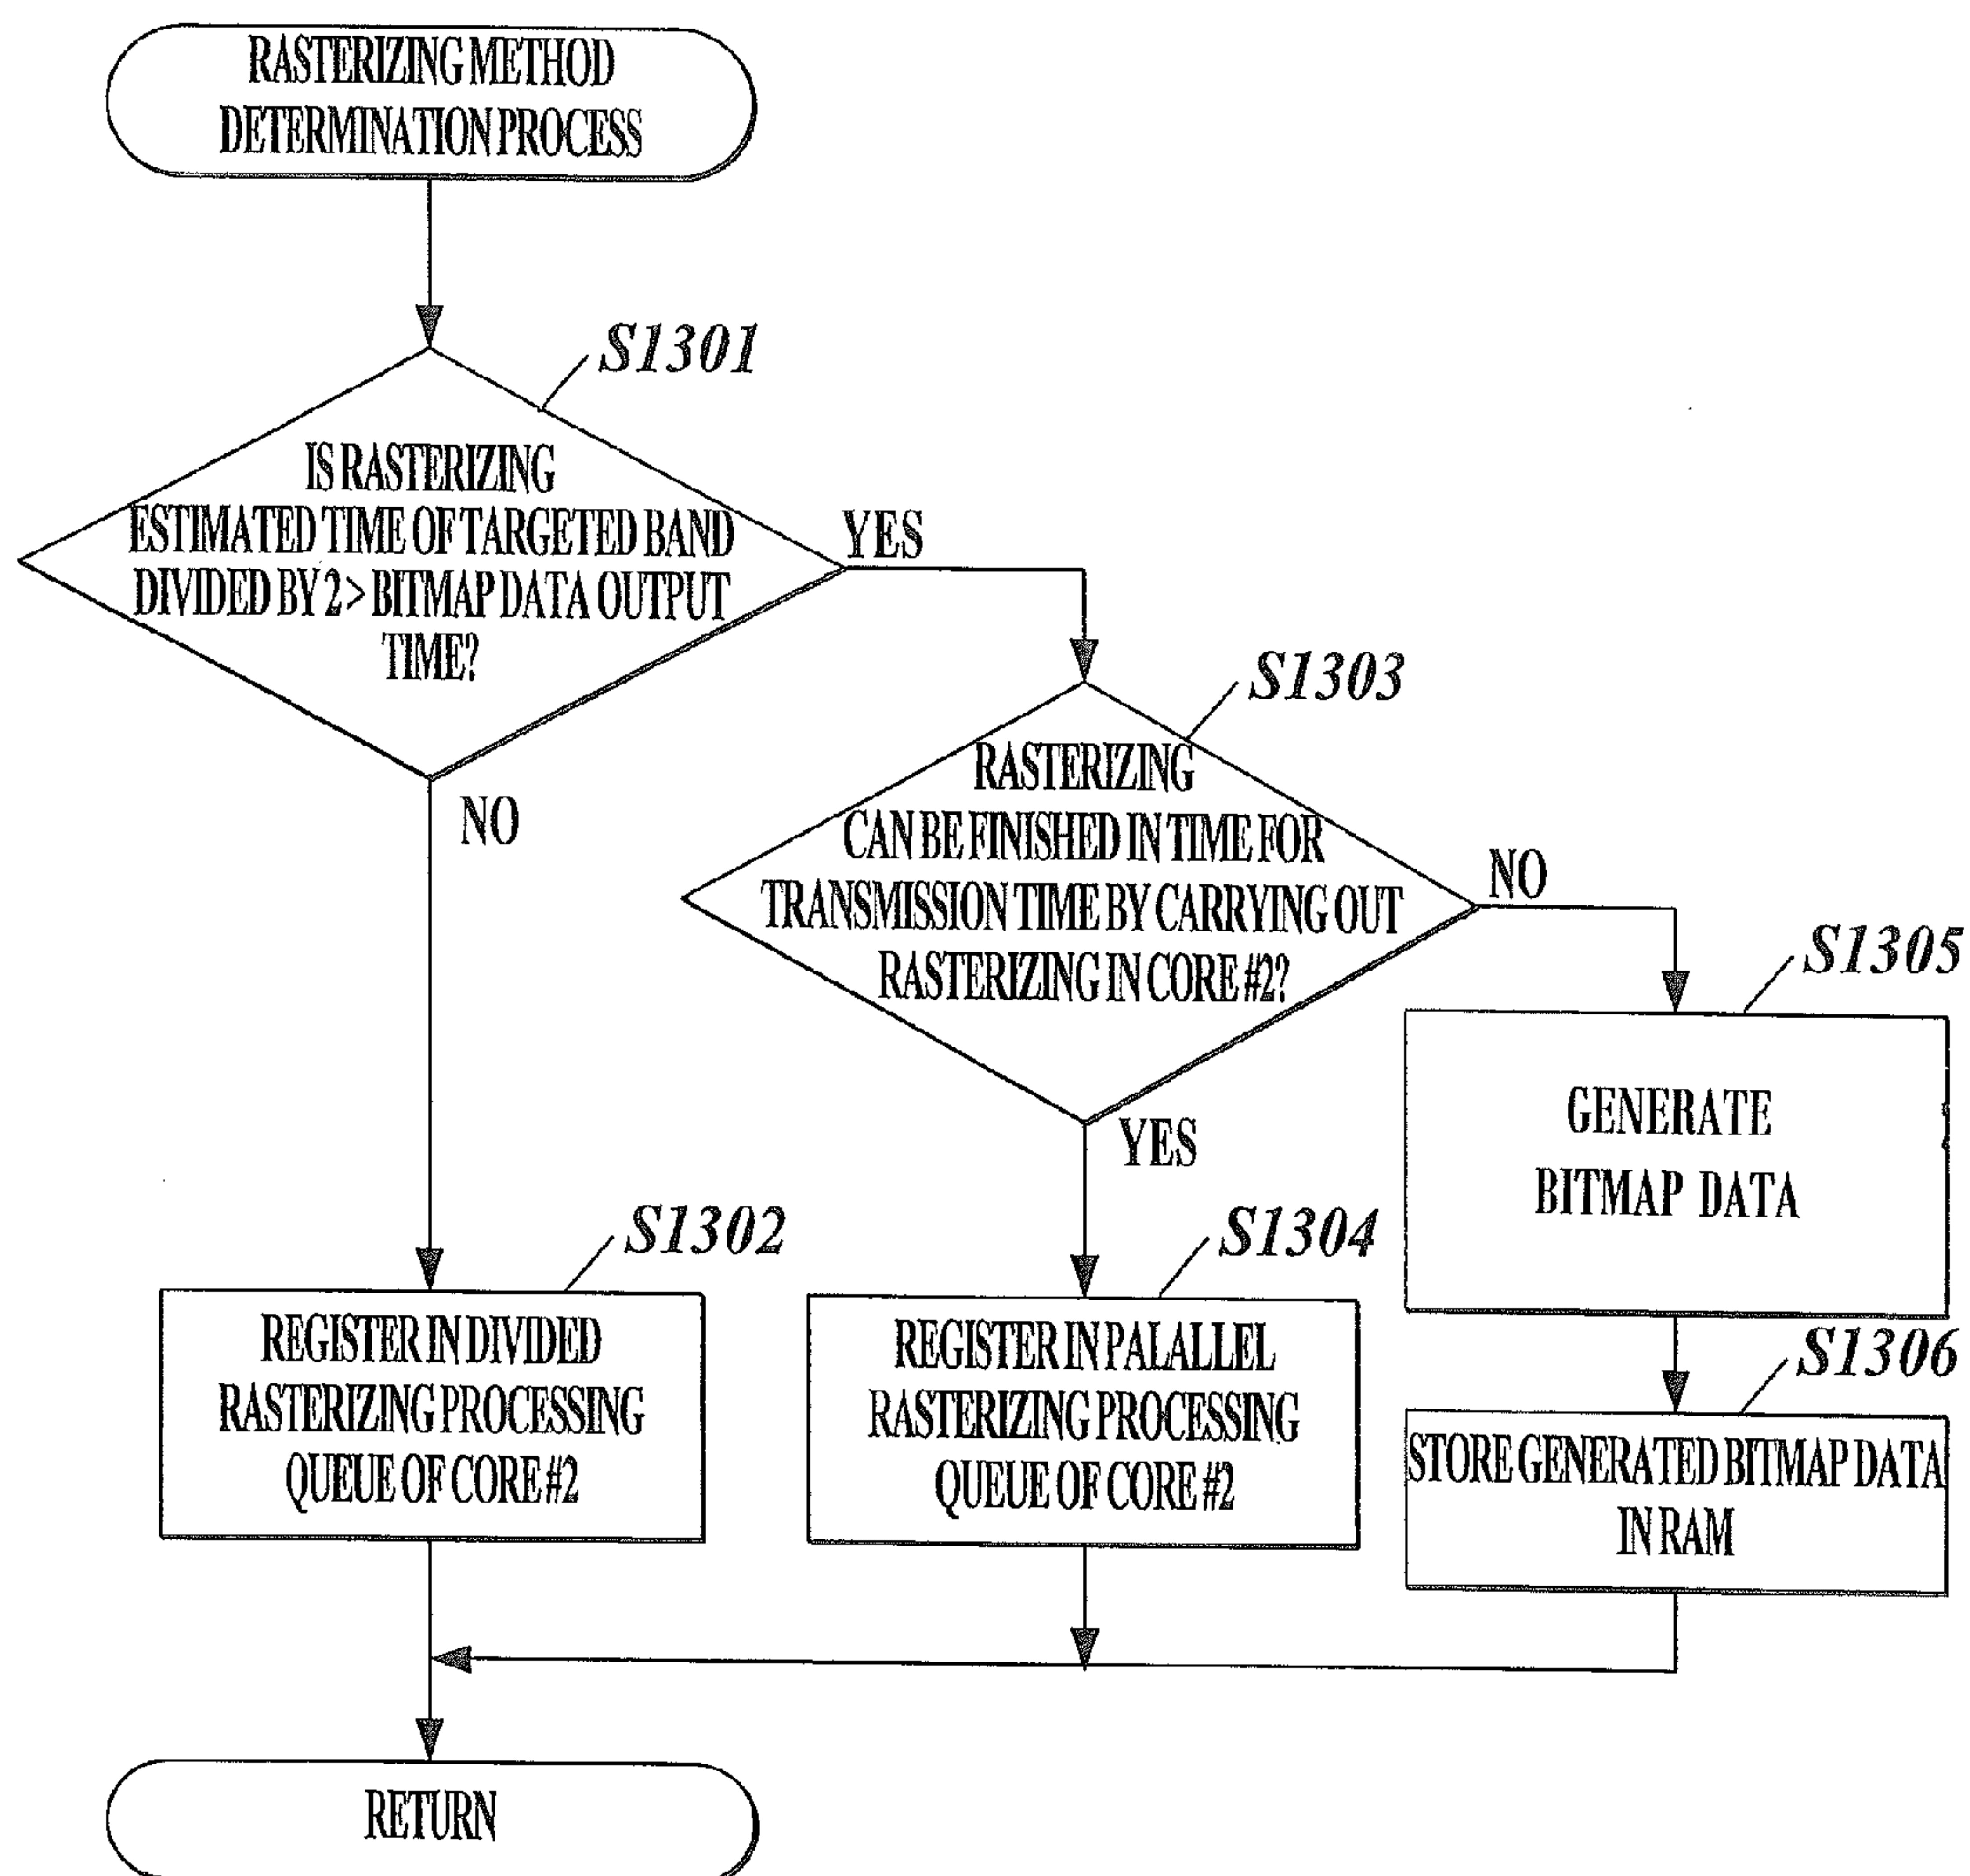 RASTERIZING METHOD
DETERMINATION PROCESS
S1301
IS RASTERIZING
ESTIMATED TIME OF TARGETED BAND
DIVIDED BY 2 > BITMAP DATA OUTPUT
TIME?
YES
NO
S1303
RASTERIZING
CAN BE FINISHED IN TIME FOR
TRANSMISSION TIME BY CARRYING OUT
RASTERIZING IN CORE #2?
NO
YES
S1305
GENERATE
BITMAP DATA
S1302
REGISTER IN DIVIDED
RASTERIZING PROCESSING
QUEUE OF CORE #2
S1304
REGISTER IN PALALLEL
RASTERIZING PROCESSING
QUEUE OF CORE #2
S1306
STORE GENERATED BITMAP DATA
IN RAM
RETURN